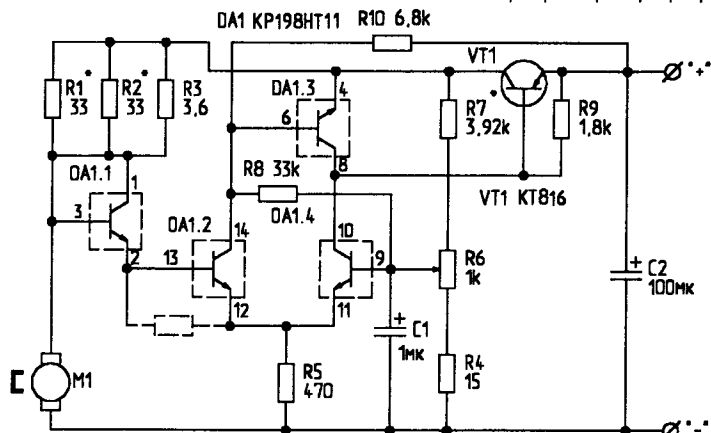 DA1 КР198НТ11
R10 6,8k
VT1
"+"
R1*
33
R2*
33
R3
3,6
DA1.3
4
6
8
R7*
3,92k
R9
1,8k
DA1.1
1
3
2
R8 33k
VT1 КТ816
DA1.2
DA1.4
14
13
12
10
9
11
R6
1k
C2
100мк
+
C1
1мк
+
M1
R5
470
R4
15
"-"